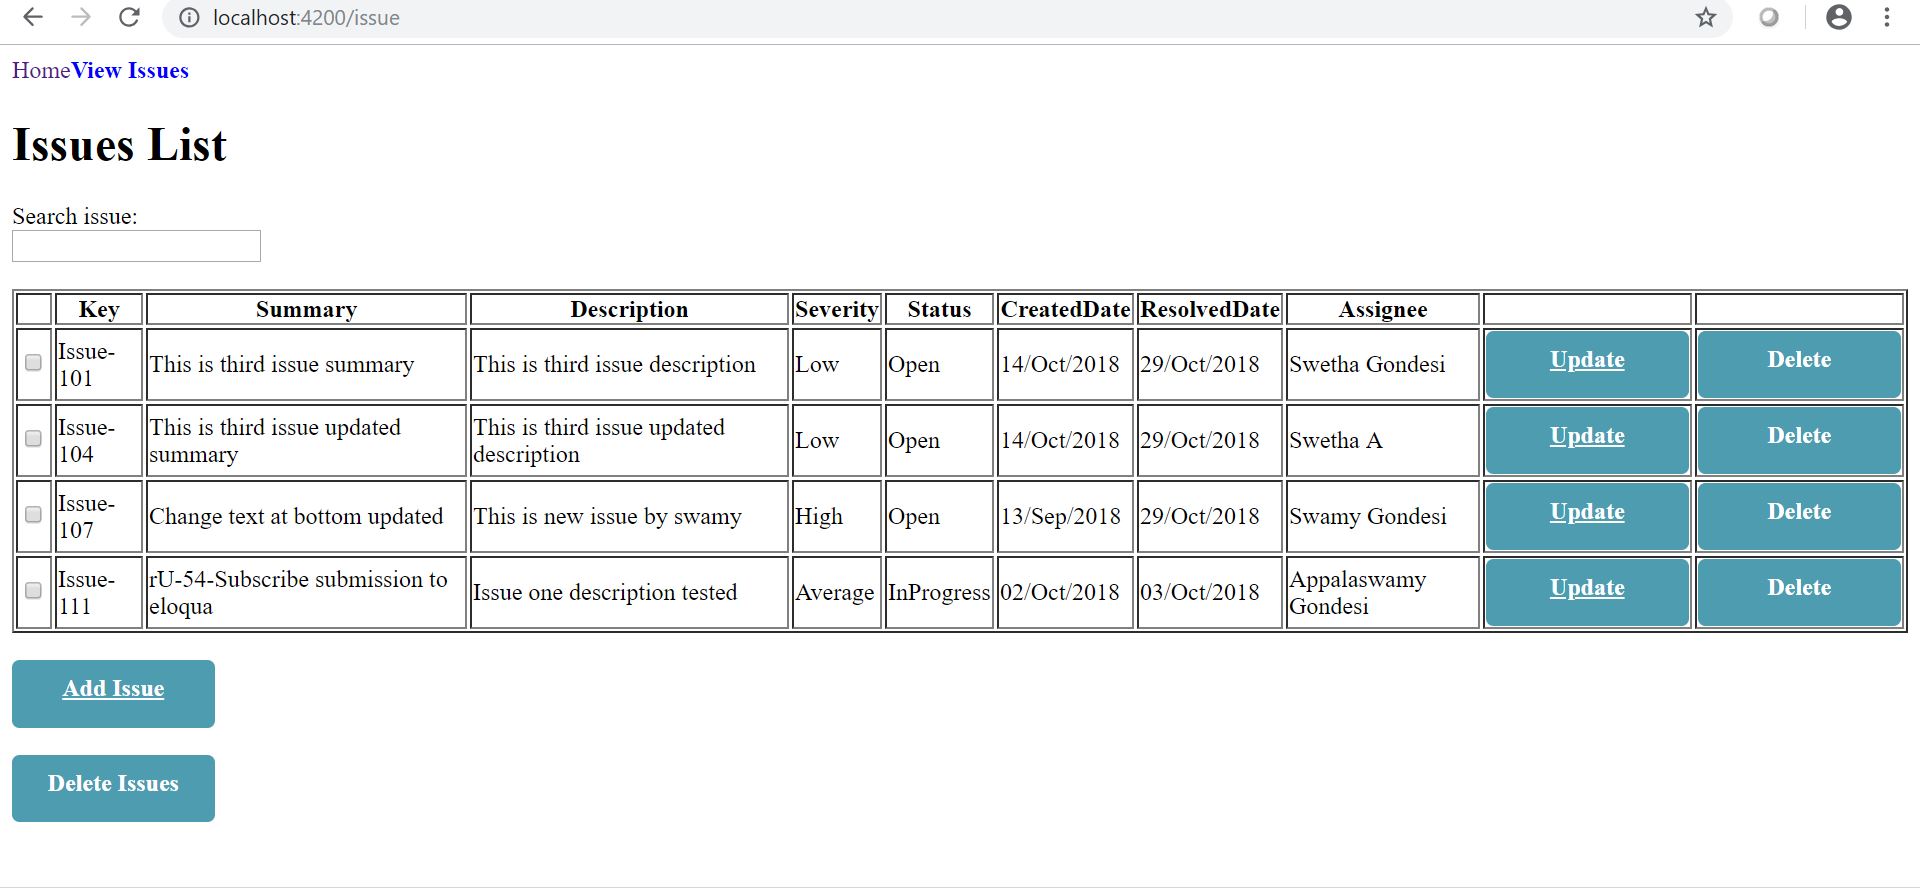 localhost:4200/issue
HomeView Issues
Issues List
Search issue:
Key Summary Description Severity Status CreatedDate ResolvedDate Assignee
Issue-101 This is third issue summary This is third issue description Low Open 14/Oct/2018 29/Oct/2018 Swetha Gondesi Update Delete
Issue-104 This is third issue updated summary This is third issue updated description Low Open 14/Oct/2018 29/Oct/2018 Swetha A Update Delete
Issue-107 Change text at bottom updated This is new issue by swamy High Open 13/Sep/2018 29/Oct/2018 Swamy Gondesi Update Delete
Issue-111 rU-54-Subscribe submission to eloqua Issue one description tested Average InProgress 02/Oct/2018 03/Oct/2018 Appalaswamy Gondesi Update Delete
Add Issue
Delete Issues